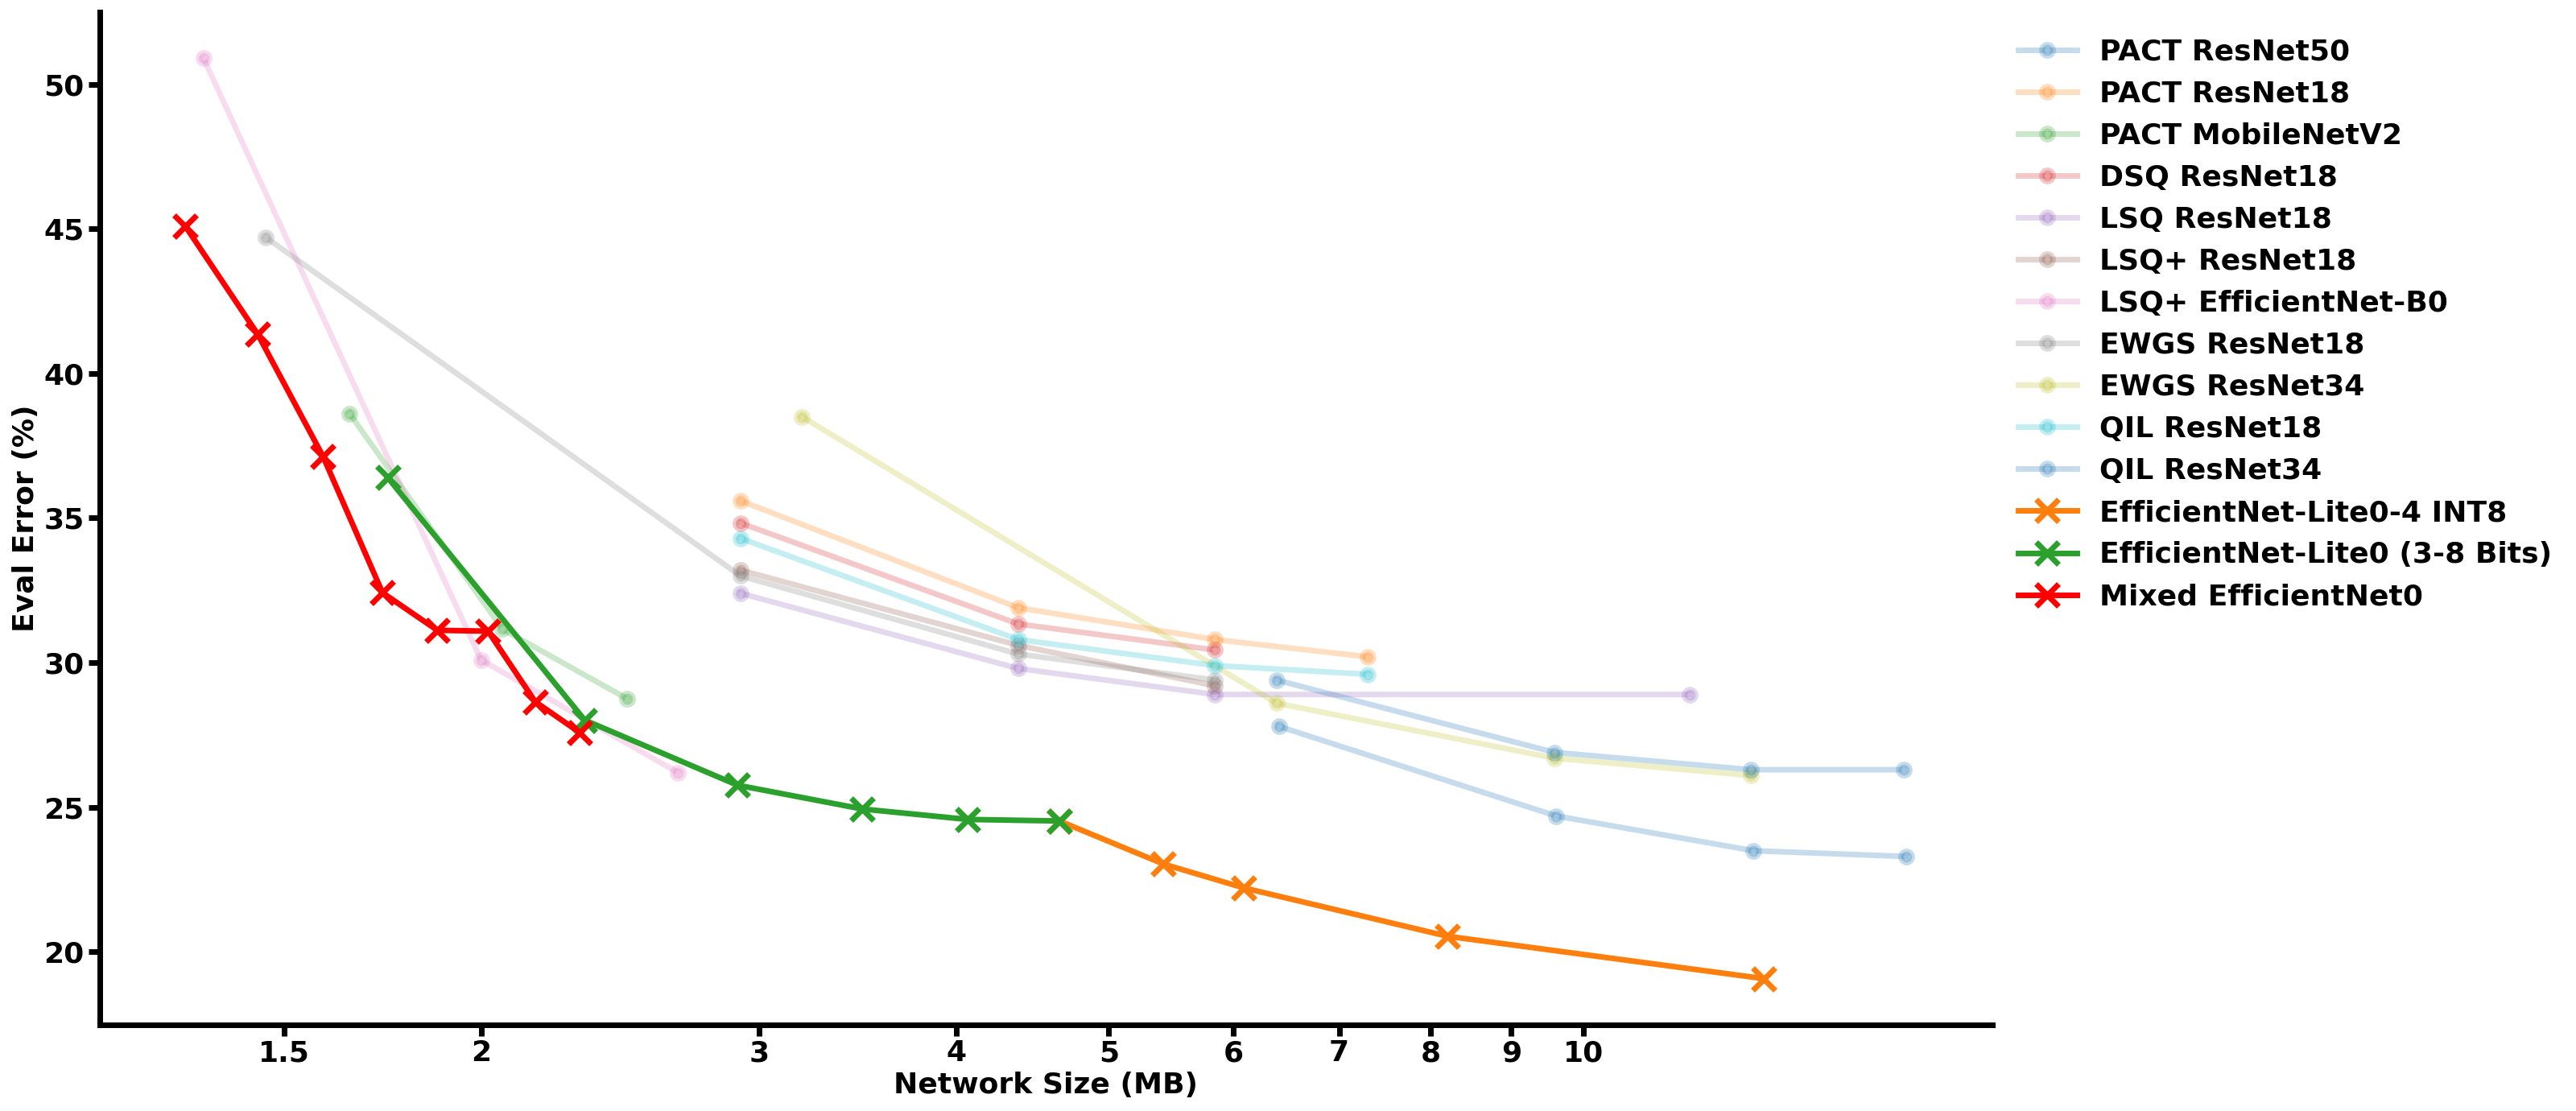 50
45
40
35
30
25
20
Eval Error (%)
1.5 2 3 4 5 6 7 8 9 10
Network Size (MB)
PACT ResNet50
PACT ResNet18
PACT MobileNetV2
DSQ ResNet18
LSQ ResNet18
LSQ+ ResNet18
LSQ+ EfficientNet-B0
EWGS ResNet18
EWGS ResNet34
QIL ResNet18
QIL ResNet34
EfficientNet-Lite0-4 INT8
EfficientNet-Lite0 (3-8 Bits)
Mixed EfficientNet0